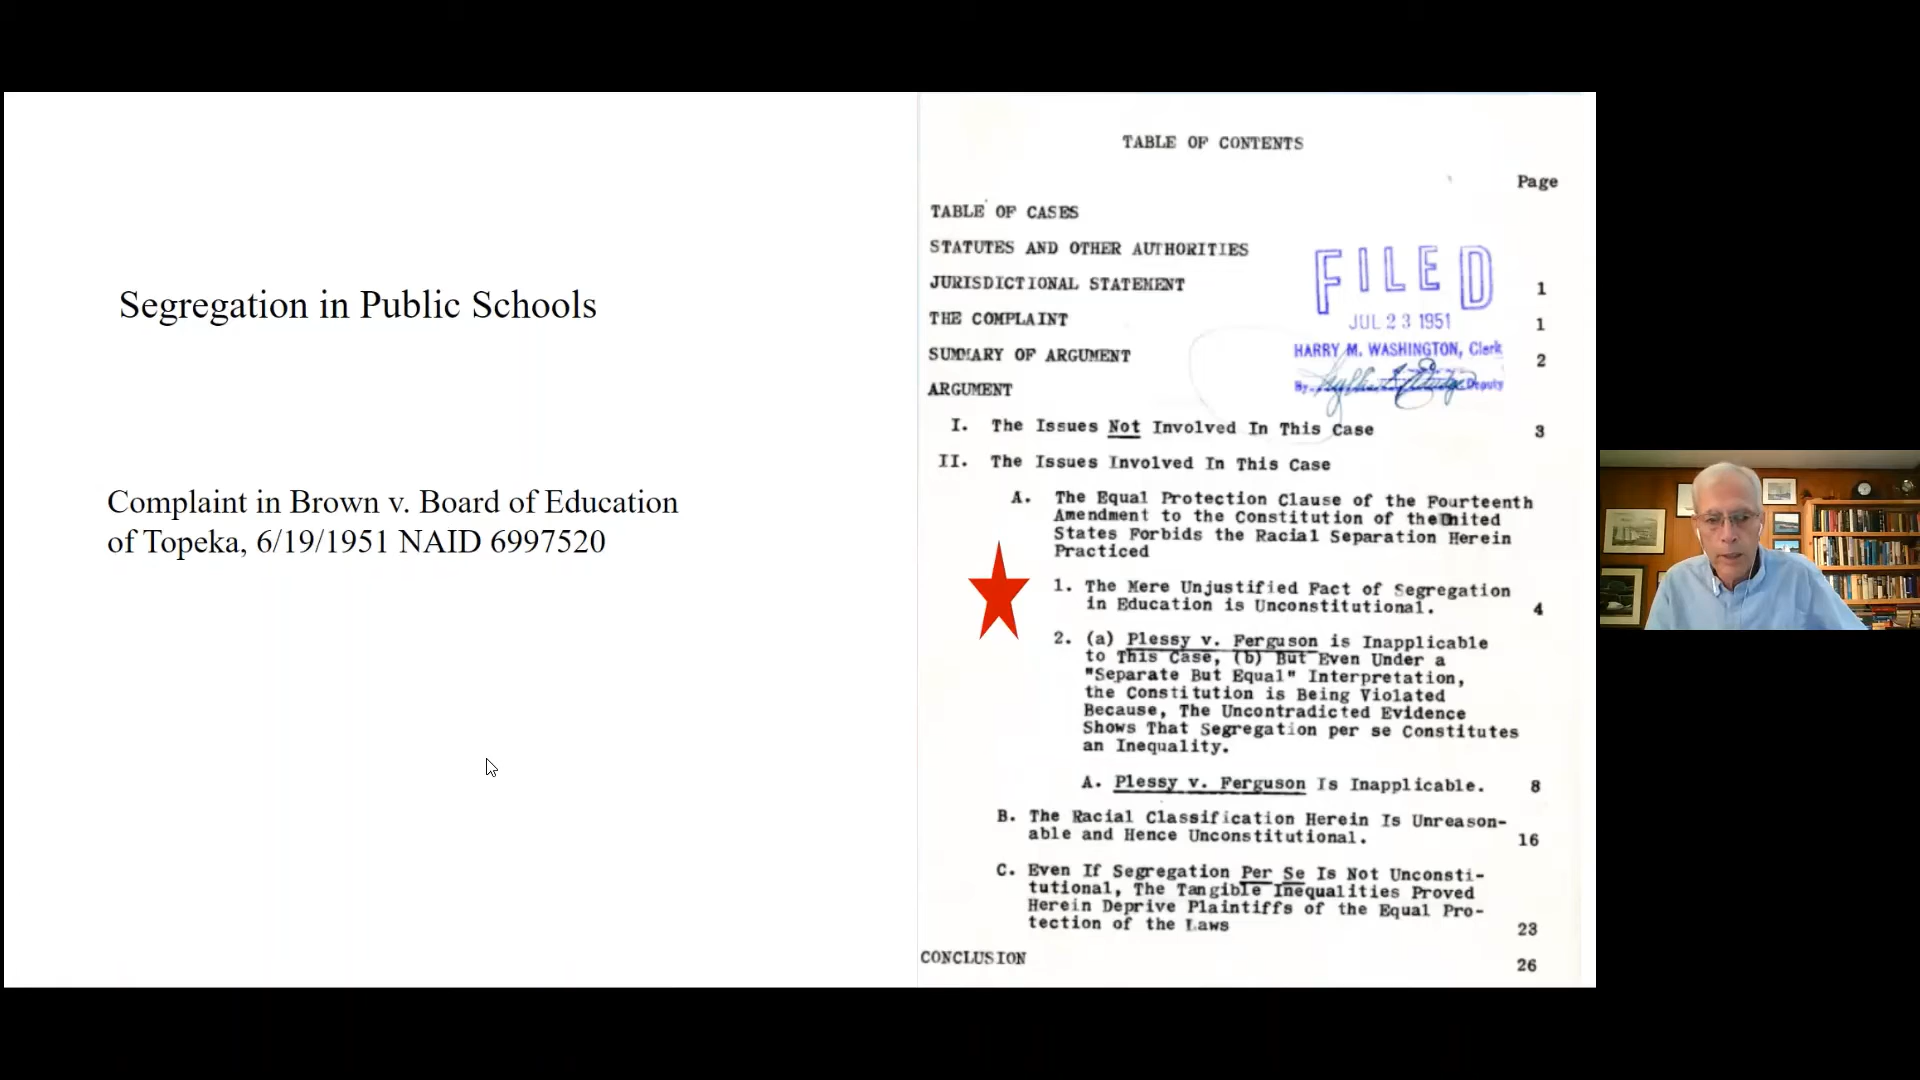 Segregation in Public Schools
Complaint in Brown v. Board of Education
of Topeka, 6/19/1951 NAID 6997520
TABLE OF CONTENTS
Page
TABLE OF CASES
STATUTES AND OTHER AUTHORITIES
JURISDICTIONAL STATEMENT 1
THE COMPLAINT 1
SUMMARY OF ARGUMENT 2
ARGUMENT
FILED
JUL 23 1951
HARRY M. WASHINGTON, Clerk
By Deputy
I. The Issues Not Involved In This Case 3
II. The Issues Involved In This Case
A. The Equal Protection Clause of the Fourteenth
Amendment to the Constitution of the United
States Forbids the Racial Separation Herein
Practiced
1. The Mere Unjustified Fact of Segregation
in Education is Unconstitutional. 4
2. (a) Plessy v. Ferguson is Inapplicable
to This Case, (b) But Even Under a
"Separate But Equal" Interpretation,
the Constitution is Being Violated
Because, The Uncontradicted Evidence
Shows That Segregation per se Constitutes
an Inequality.
A. Plessy v. Ferguson Is Inapplicable. 8
B. The Racial Classification Herein Is Unreason-
able and Hence Unconstitutional. 16
C. Even If Segregation Per Se Is Not Unconsti-
tutional, The Tangible Inequalities Proved
Herein Deprive Plaintiffs of the Equal Pro-
tection of the Laws 23
CONCLUSION 26